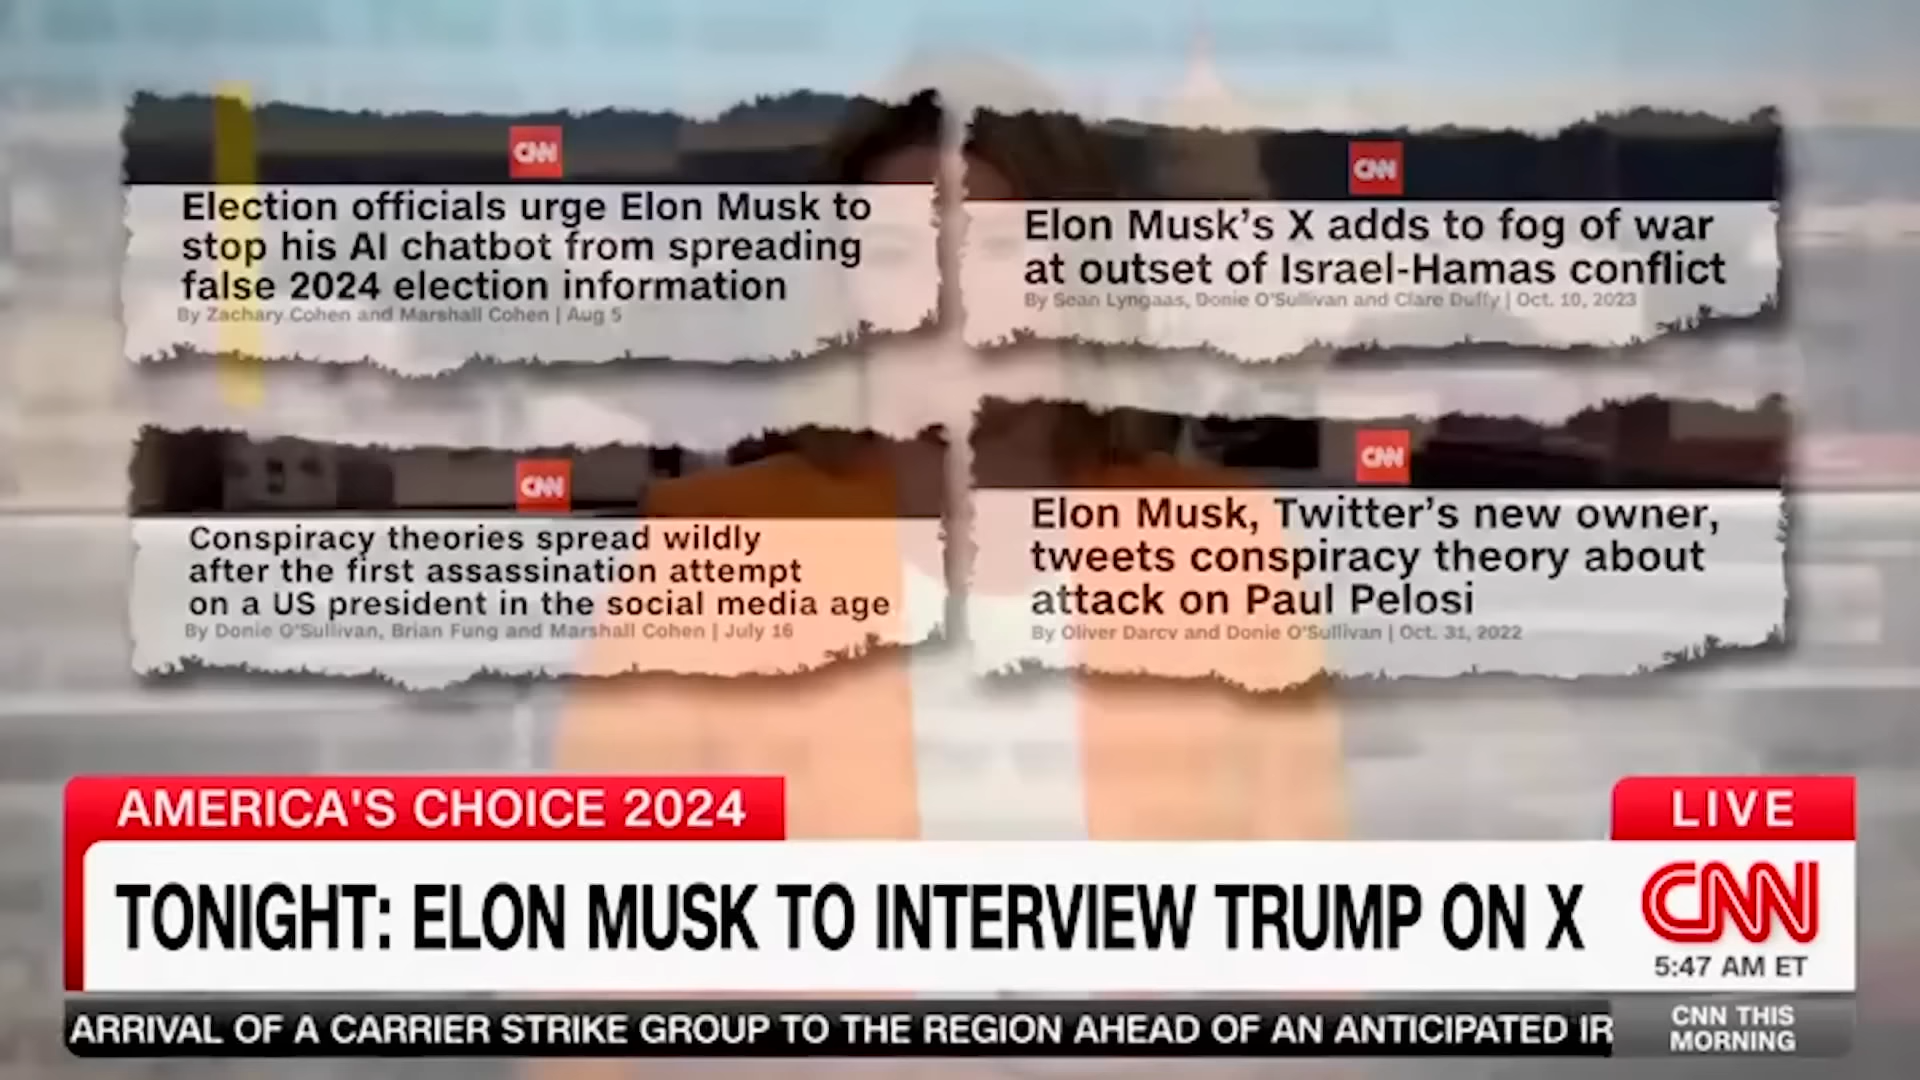 CNN
Election officials urge Elon Musk to
stop his AI chatbot from spreading
false 2024 election information
By Zachary Cohen and Marshall Cohen | Aug 5
CNN
Elon Musk's X adds to fog of war
at outset of Israel-Hamas conflict
By Sean Lyngaas, Donie O'Sullivan and Clare Duffy | Oct. 10, 2023
CNN
Conspiracy theories spread wildly
after the first assassination attempt
on a US president in the social media age
By Donie O'Sullivan, Brian Fung and Marshall Cohen | July 16
CNN
Elon Musk, Twitter's new owner,
tweets conspiracy theory about
attack on Paul Pelosi
By Oliver Darcy and Donie O'Sullivan | Oct. 31, 2022
AMERICA'S CHOICE 2024
LIVE
TONIGHT: ELON MUSK TO INTERVIEW TRUMP ON X
CNN
5:47 AM ET
ARRIVAL OF A CARRIER STRIKE GROUP TO THE REGION AHEAD OF AN ANTICIPATED IR
CNN THIS
MORNING